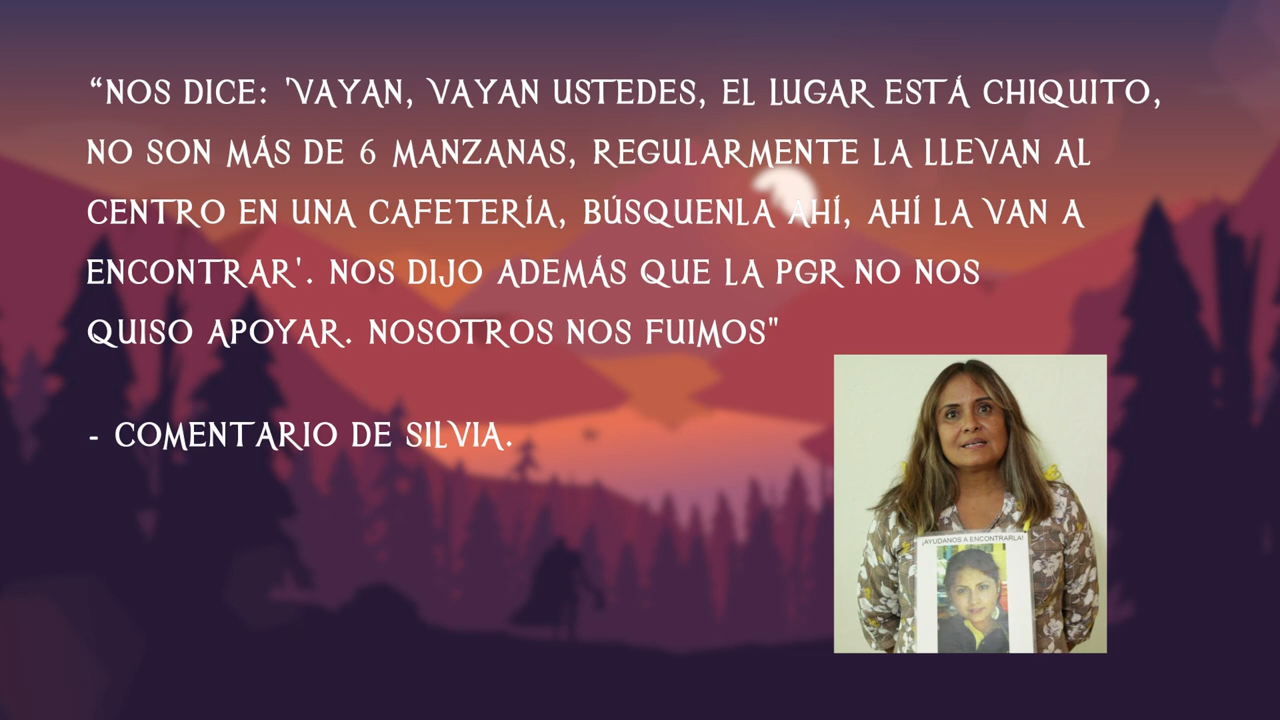 “NOS DICE: 'VAYAN, VAYAN USTEDES, EL LUGAR ESTÁ CHIQUITO,
NO SON MÁS DE 6 MANZANAS, REGULARMENTE LA LLEVAN AL
CENTRO EN UNA CAFETERÍA, BÚSQUENLA AHÍ, AHÍ LA VAN A
ENCONTRAR'. NOS DIJO ADEMÁS QUE LA PGR NO NOS
QUISO APOYAR. NOSOTROS NOS FUIMOS"
- COMENTARIO DE SILVIA.
¡AYUDANOS A ENCONTRARLA!